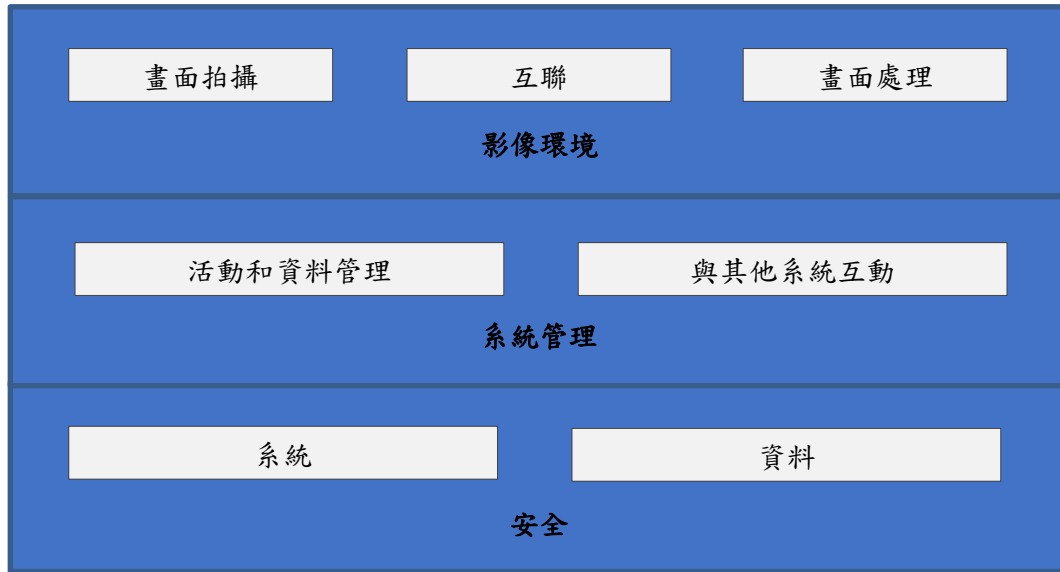 畫面拍攝 互聯 畫面處理
影像環境
活動和資料管理 與其他系統互動
系統管理
系統 資料
安全